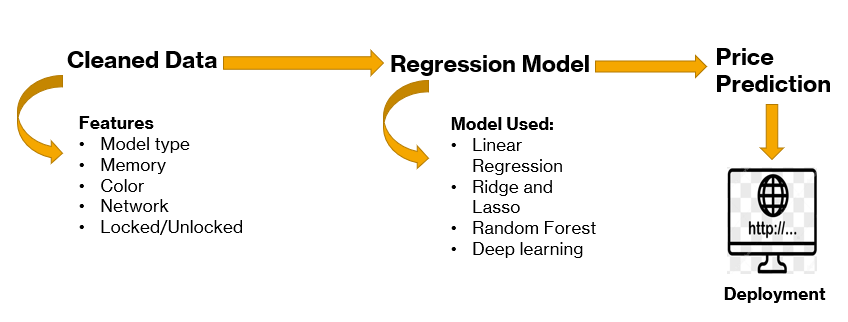 Cleaned Data
Regression Model
Price
Prediction
Features
• Model type
• Memory
• Color
• Network
• Locked/Unlocked
Model Used:
• Linear
Regression
• Ridge and
Lasso
• Random Forest
• Deep learning
http://...
Deployment